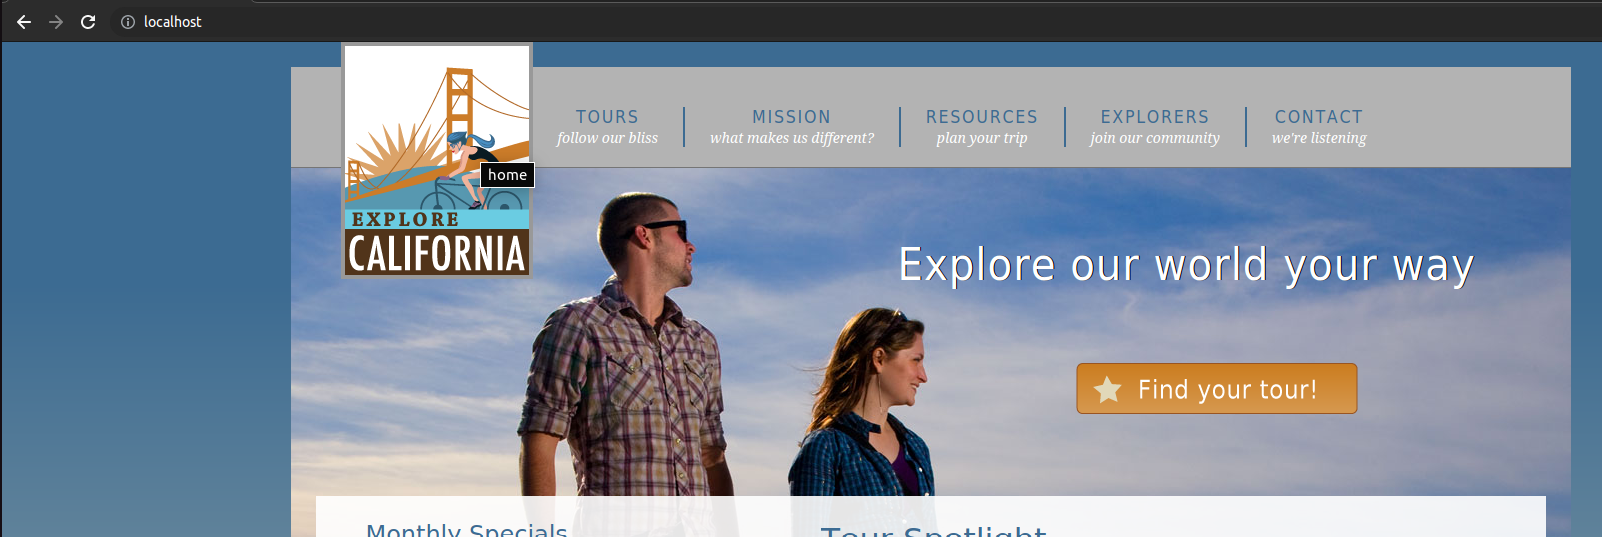 localhost
TOURS
follow our bliss
MISSION
what makes us different?
RESOURCES
plan your trip
EXPLORERS
join our community
CONTACT
we're listening
home
EXPLORE
CALIFORNIA
Explore our world your way
Find your tour!
Monthly Specials
Tour Spotlight